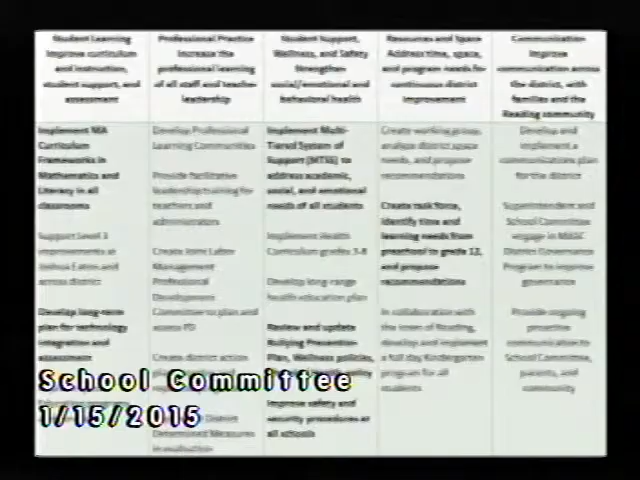 Student Learning
Improve curriculum
and instruction,
student support, and
assessment
Professional Practice
Increase the
professional learning
of all staff and teacher
leadership
Student Support,
Wellness, and Safety
Strengthen
social/emotional and
behavioral health
Resources and Space
Address time, space,
and program needs for
continuous district
improvement
Communication
Improve
communication across
the district, with
families and the
Reading community
Implement MA
Curriculum
Frameworks in
Mathematics and
Literacy in all
classrooms
Support Level 3
improvements at
Joshua Eaton and
across district
Develop long-term
plan for technology
integration and
assessment
Develop Professional
Learning Communities
Provide facilitative
leadership training for
teachers and
administrators
Create Joint Labor
Management
Professional
Development
Committee to plan and
assess PD
Create district action
District
Determined Measures
in evaluation
Implement Multi-
Tiered System of
Support (MTSS) to
address academic,
social, and emotional
needs of all students
Implement Health
Curriculum grades 3-8
Develop long-range
health education plan
Review and update
Bullying Prevention
Plan, Wellness policies,
Improve safety and
security procedures at
all schools
Create working group,
analyze district space
needs, and propose
recommendations
Create task force,
identify time and
learning needs from
preschool to grade 12,
and propose
recommendations
In collaboration with
the town of Reading,
develop and implement
a full day Kindergarten
program for all
students
Develop and
implement a
communications plan
for the district
Superintendent and
School Committee
engage in MASC
District Governance
Program to improve
governance
Provide ongoing
proactive
communication to
School Committee,
parents, and
community
School Committee
1/15/2015